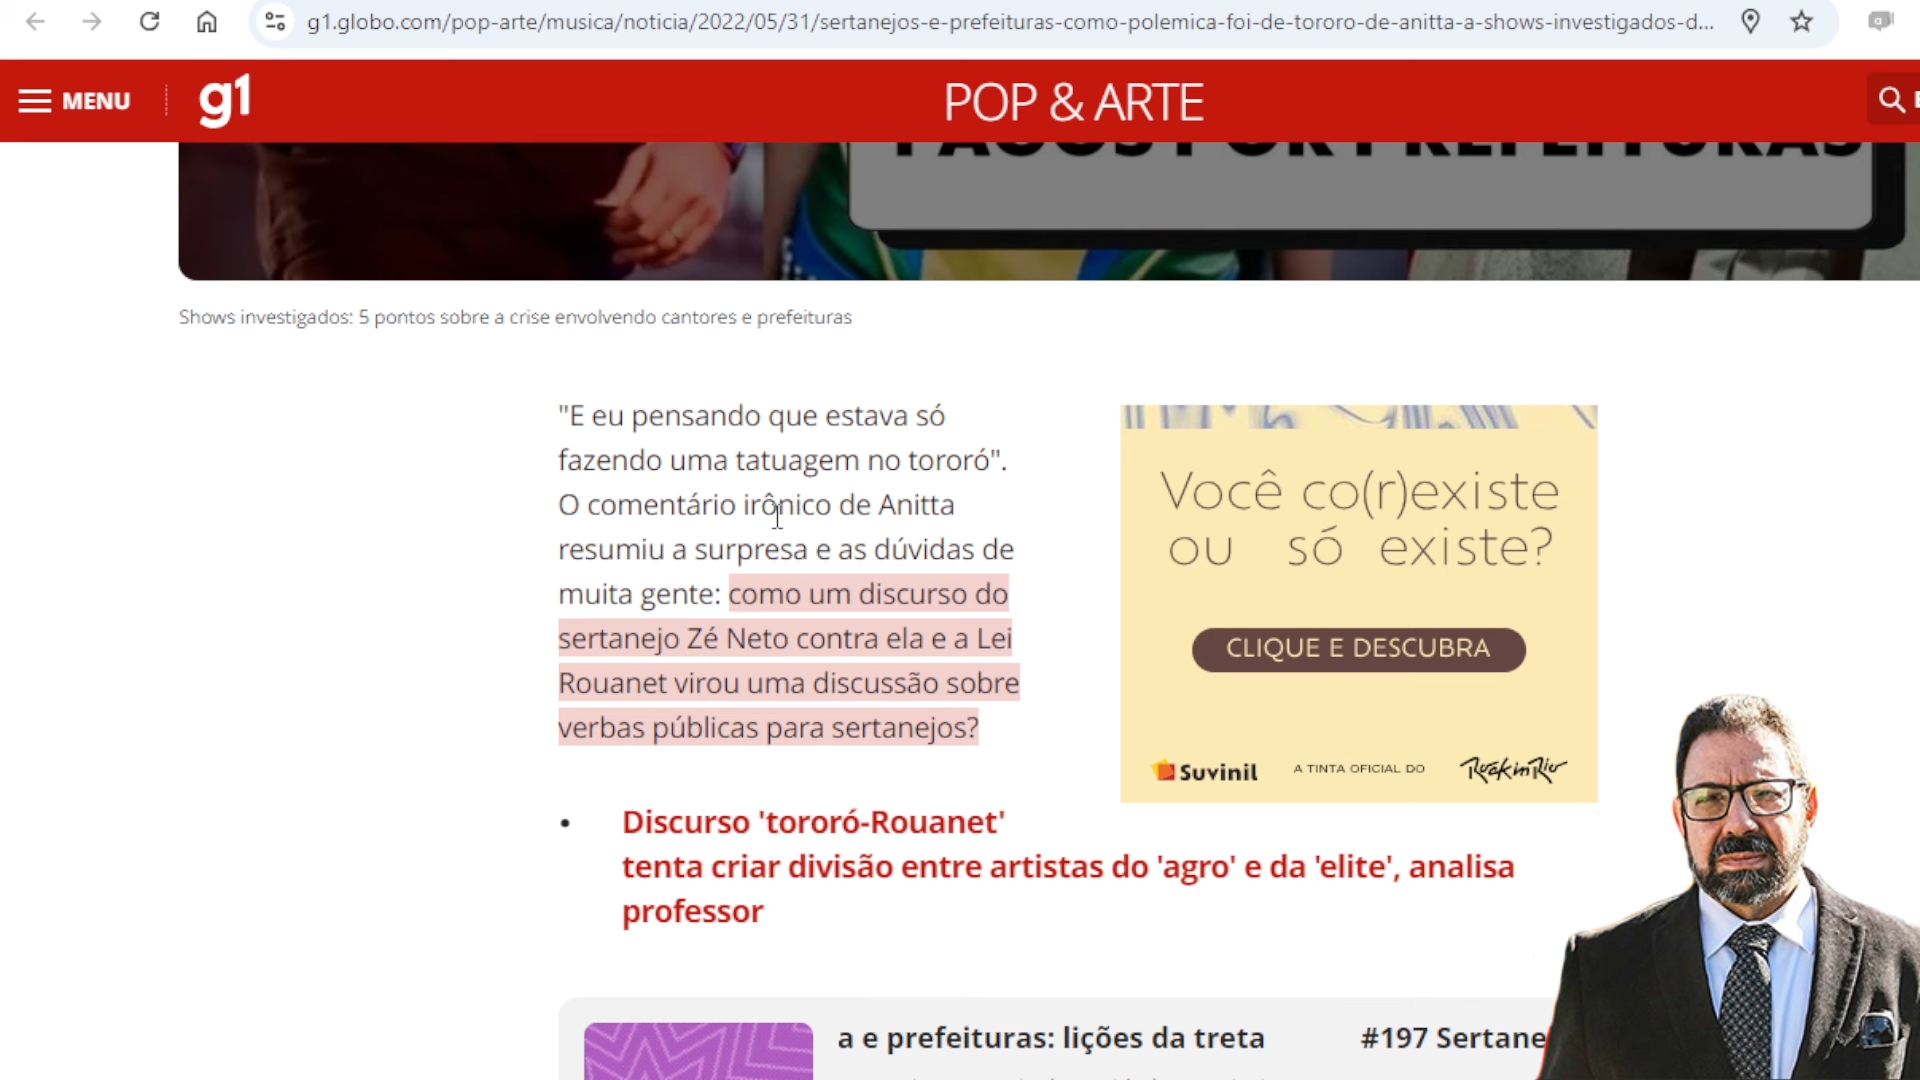 g1.globo.com/pop-arte/musica/noticia/2022/05/31/sertanejos-e-prefeituras-como-polemica-foi-de-tororo-de-anitta-a-shows-investigados-d...
MENU
g1
POP & ARTE
PAGOS POR PREFEITURAS
Shows investigados: 5 pontos sobre a crise envolvendo cantores e prefeituras
"E eu pensando que estava só
fazendo uma tatuagem no tororó".
O comentário irônico de Anitta
resumiu a surpresa e as dúvidas de
muita gente: como um discurso do
sertanejo Zé Neto contra ela e a Lei
Rouanet virou uma discussão sobre
verbas públicas para sertanejos?
Você co(r)existe
ou só existe?
CLIQUE E DESCUBRA
Suvinil
A TINTA OFICIAL DO
Rock in Rio
• Discurso 'tororó-Rouanet'
tenta criar divisão entre artistas do 'agro' e da 'elite', analisa
professor
a e prefeituras: lições da treta
#197 Sertane